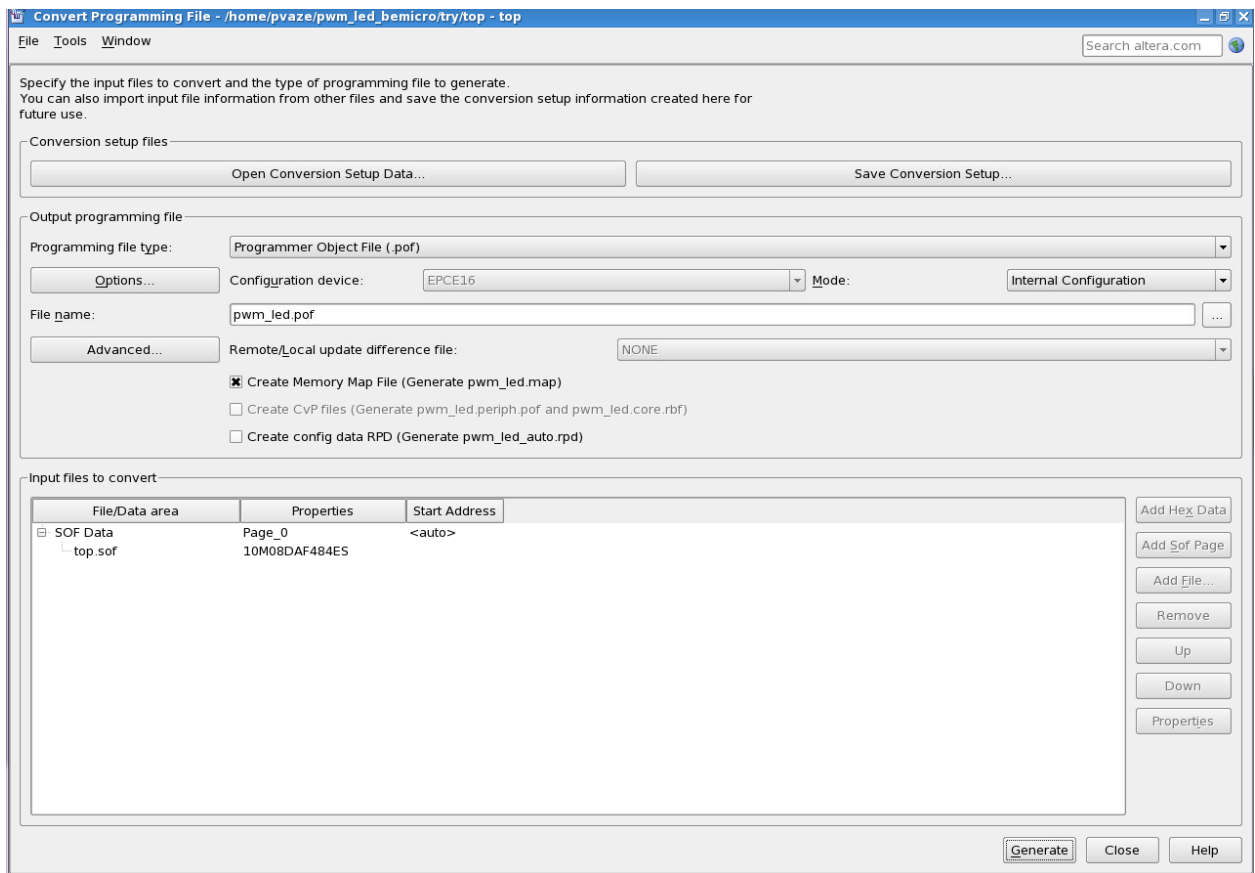 Convert Programming File - /home/pvaze/pwm_led_bemicro/try/top - top
File Tools Window
Search altera.com
Specify the input files to convert and the type of programming file to generate.
You can also import input file information from other files and save the conversion setup information created here for
future use.
Conversion setup files
Open Conversion Setup Data... Save Conversion Setup...
Output programming file
Programming file type: Programmer Object File (.pof)
Options... Configuration device: EPCE16 Mode: Internal Configuration
File name: pwm_led.pof ...
Advanced... Remote/Local update difference file: NONE
Create Memory Map File (Generate pwm_led.map)
Create CvP files (Generate pwm_led.periph.pof and pwm_led.core.rbf)
Create config data RPD (Generate pwm_led_auto.rpd)
Input files to convert
File/Data area Properties Start Address
SOF Data Page_0 <auto>
top.sof 10M08DAF484ES
Add Hex Data
Add Sof Page
Add File...
Remove
Up
Down
Properties
Generate Close Help